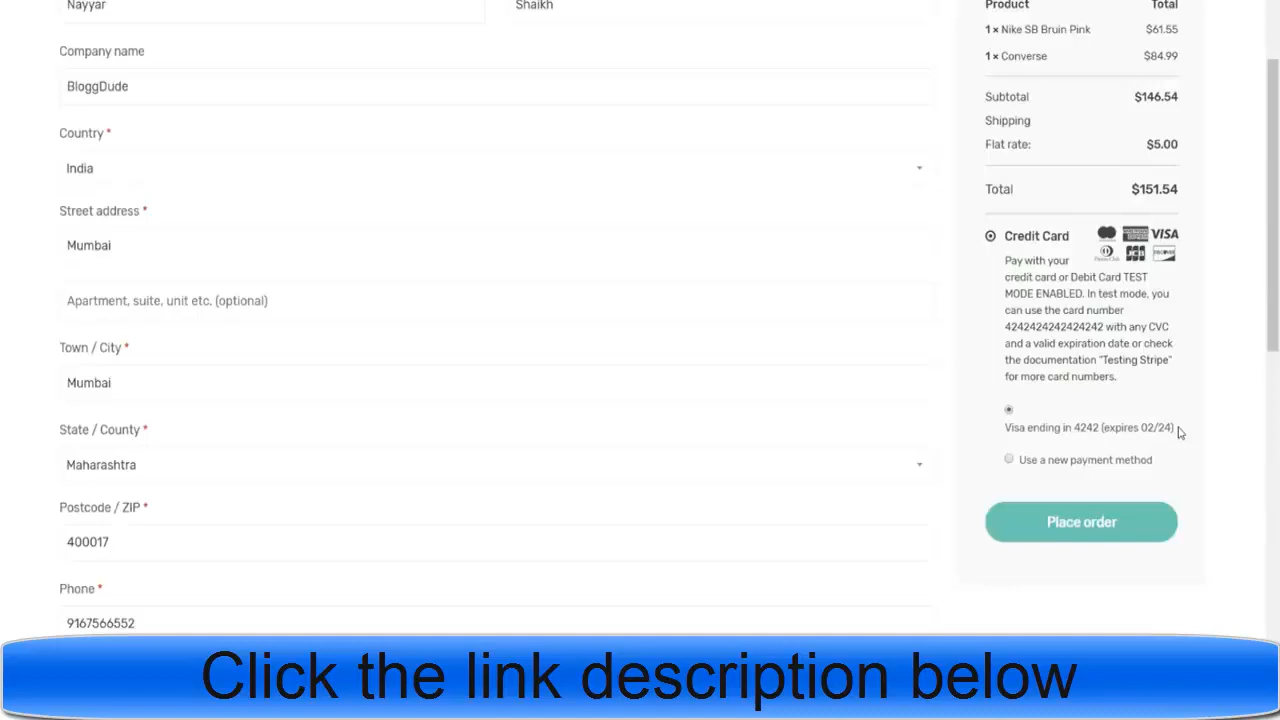 Nayyar
Shaikh
Company name
BloggDude
Country *
India
Street address *
Mumbai
Apartment, suite, unit etc. (optional)
Town / City *
Mumbai
State / County *
Maharashtra
Postcode / ZIP *
400017
Phone *
9167566552
Product Total
1 × Nike SB Bruin Pink $61.55
1 × Converse $84.99
Subtotal $146.54
Shipping
Flat rate: $5.00
Total $151.54
Credit Card
VISA
JCB
DISCOVER
Pay with your
credit card or Debit Card TEST
MODE ENABLED. In test mode, you
can use the card number
4242424242424242 with any CVC
and a valid expiration date or check
the documentation "Testing Stripe"
for more card numbers.
Visa ending in 4242 (expires 02/24)
Use a new payment method
Place order
Click the link description below